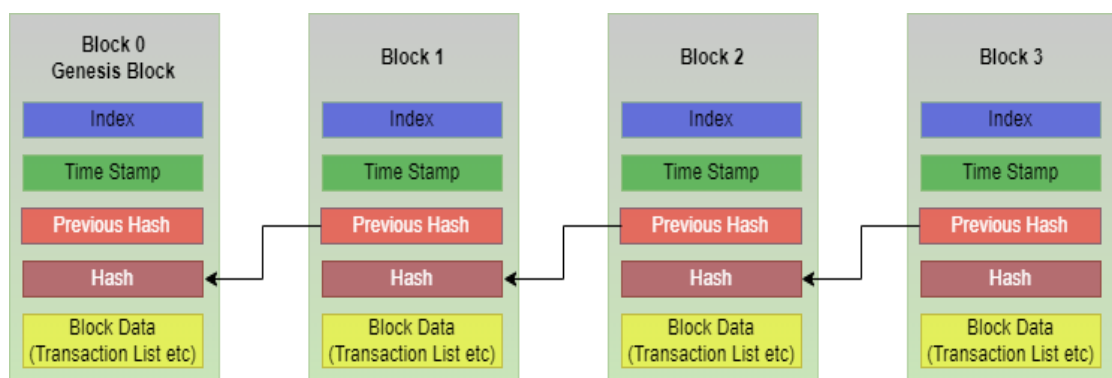 Block 0
Genesis Block
Index
Time Stamp
Previous Hash
Hash
Block Data
(Transaction List etc)
Block 1
Index
Time Stamp
Previous Hash
Hash
Block Data
(Transaction List etc)
Block 2
Index
Time Stamp
Previous Hash
Hash
Block Data
(Transaction List etc)
Block 3
Index
Time Stamp
Previous Hash
Hash
Block Data
(Transaction List etc)